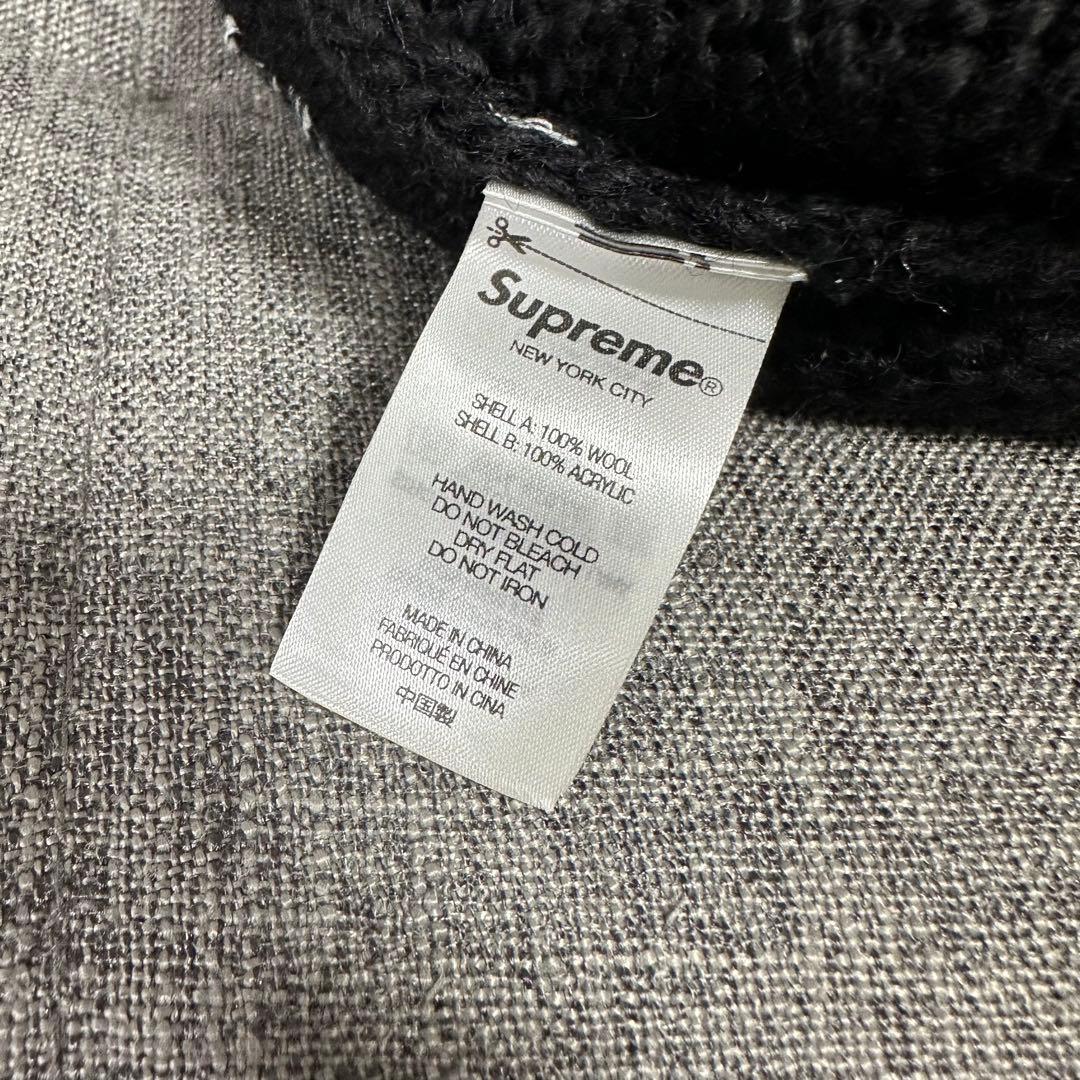 Supreme®
NEW YORK CITY
SHELL A: 100% WOOL
SHELL B: 100% ACRYLIC
HAND WASH COLD
DO NOT BLEACH
DRY FLAT
DO NOT IRON
MADE IN CHINA
FABRIQUÉ EN CHINE
PRODOTTO IN CINA
中国製